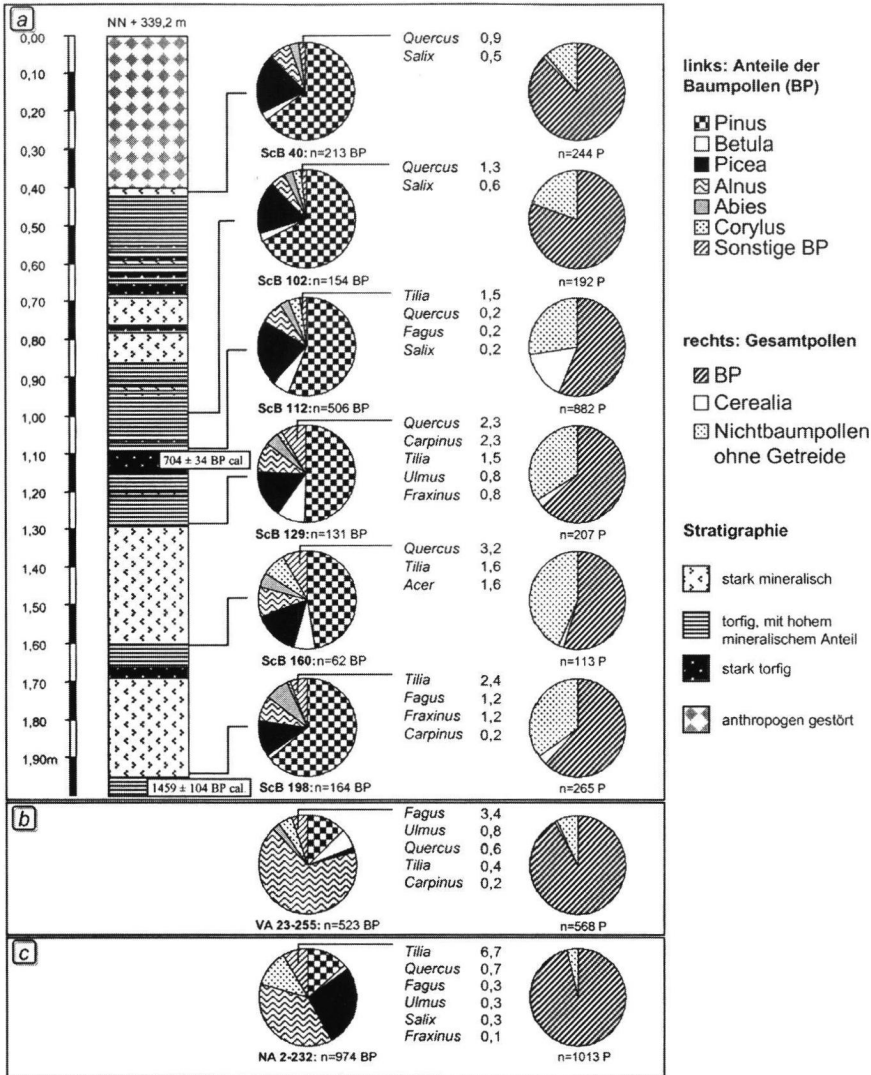 a
NN + 339,2 m
0,00
0,10
0,20
0,30
0,40
0,50
0,60
0,70
0,80
0,90
1,00
1,10
1,20
1,30
1,40
1,50
1,60
1,70
1,80
1,90m
704 ± 34 BP cal
1459 ± 104 BP cal.
Quercus 0,9
Salix 0,5
ScB 40: n=213 BP
n=244 P
Quercus 1,3
Salix 0,6
ScB 102: n=154 BP
n=192 P
Tilia 1,5
Quercus 0,2
Fagus 0,2
Salix 0,2
ScB 112: n=506 BP
n=882 P
Quercus 2,3
Carpinus 2,3
Tilia 1,5
Ulmus 0,8
Fraxinus 0,8
ScB 129: n=131 BP
n=207 P
Quercus 3,2
Tilia 1,6
Acer 1,6
ScB 160: n=62 BP
n=113 P
Tilia 2,4
Fagus 1,2
Fraxinus 1,2
Carpinus 0,2
ScB 198: n=164 BP
n=265 P
b
Fagus 3,4
Ulmus 0,8
Quercus 0,6
Tilia 0,4
Carpinus 0,2
VA 23-255: n=523 BP
n=568 P
c
Tilia 6,7
Quercus 0,7
Fagus 0,3
Ulmus 0,3
Salix 0,3
Fraxinus 0,1
NA 2-232: n=974 BP
n=1013 P
links: Anteile der
Baumpollen (BP)
Pinus
Betula
Picea
Alnus
Abies
Corylus
Sonstige BP
rechts: Gesamtpollen
BP
Cerealia
Nichtbaumpollen
ohne Getreide
Stratigraphie
stark mineralisch
torfig, mit hohem
mineralischem Anteil
stark torfig
anthropogen gestört